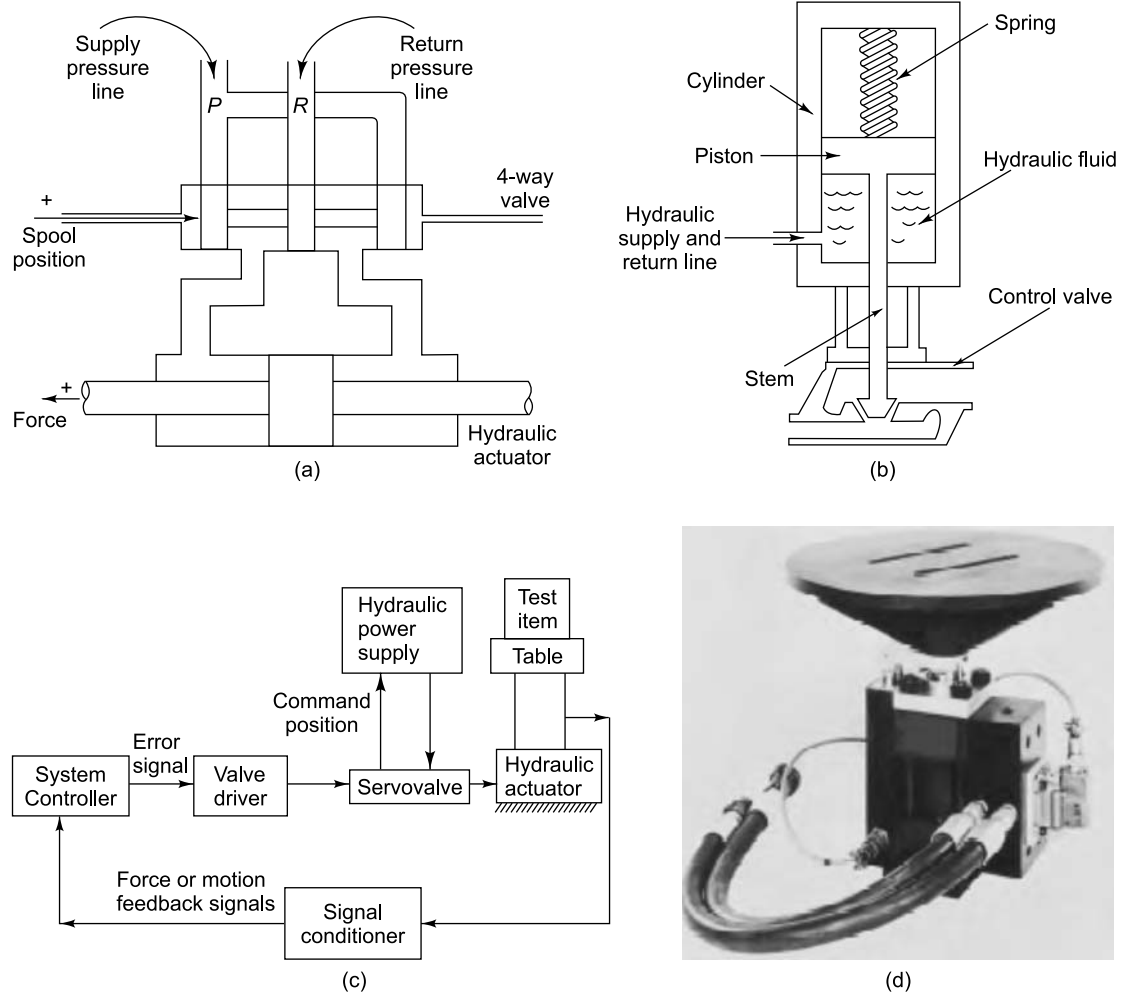 Supply
pressure
line
Return
pressure
line
P
R
4-way
valve
+
Spool
position
+
Force
Hydraulic
actuator
(a)
Spring
Cylinder
Piston
Hydraulic fluid
Hydraulic
supply and
return line
Control valve
Stem
(b)
Hydraulic
power
supply
Test
item
Table
Command
position
Error
signal
System
Controller
Valve
driver
Servovalve
Hydraulic
actuator
Force or motion
feedback signals
Signal
conditioner
(c)
(d)